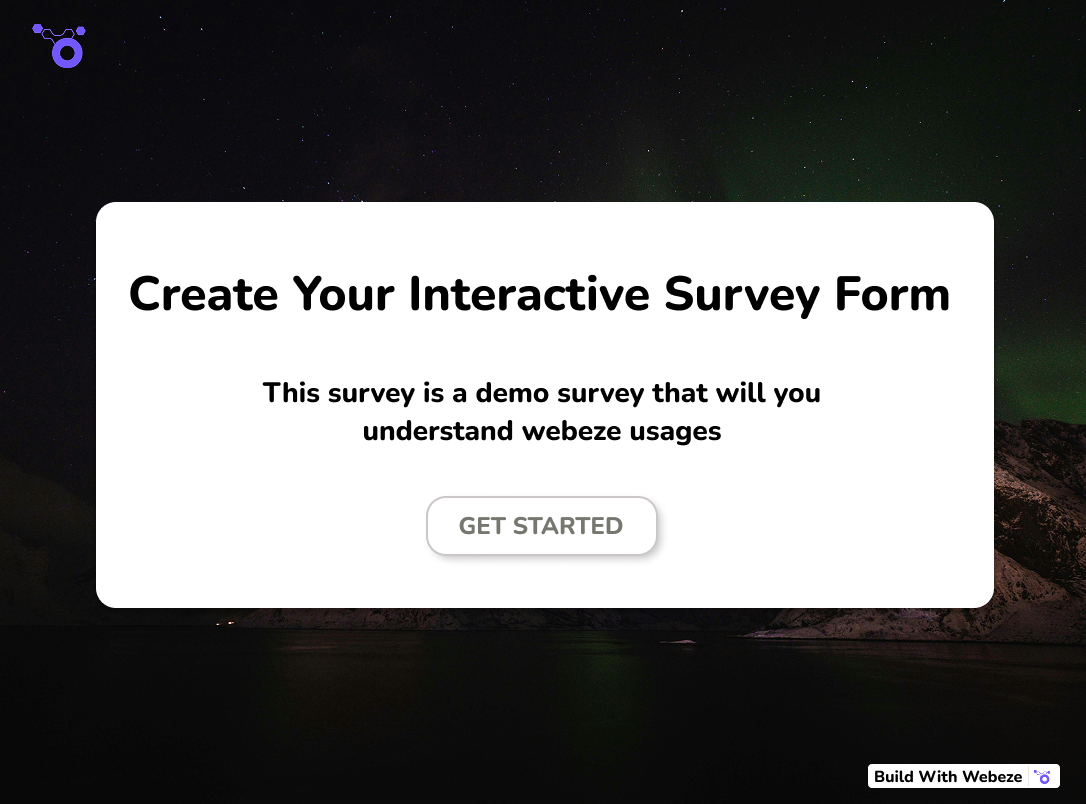 Create Your Interactive Survey Form
This survey is a demo survey that will you
understand webeze usages
GET STARTED
Build With Webeze